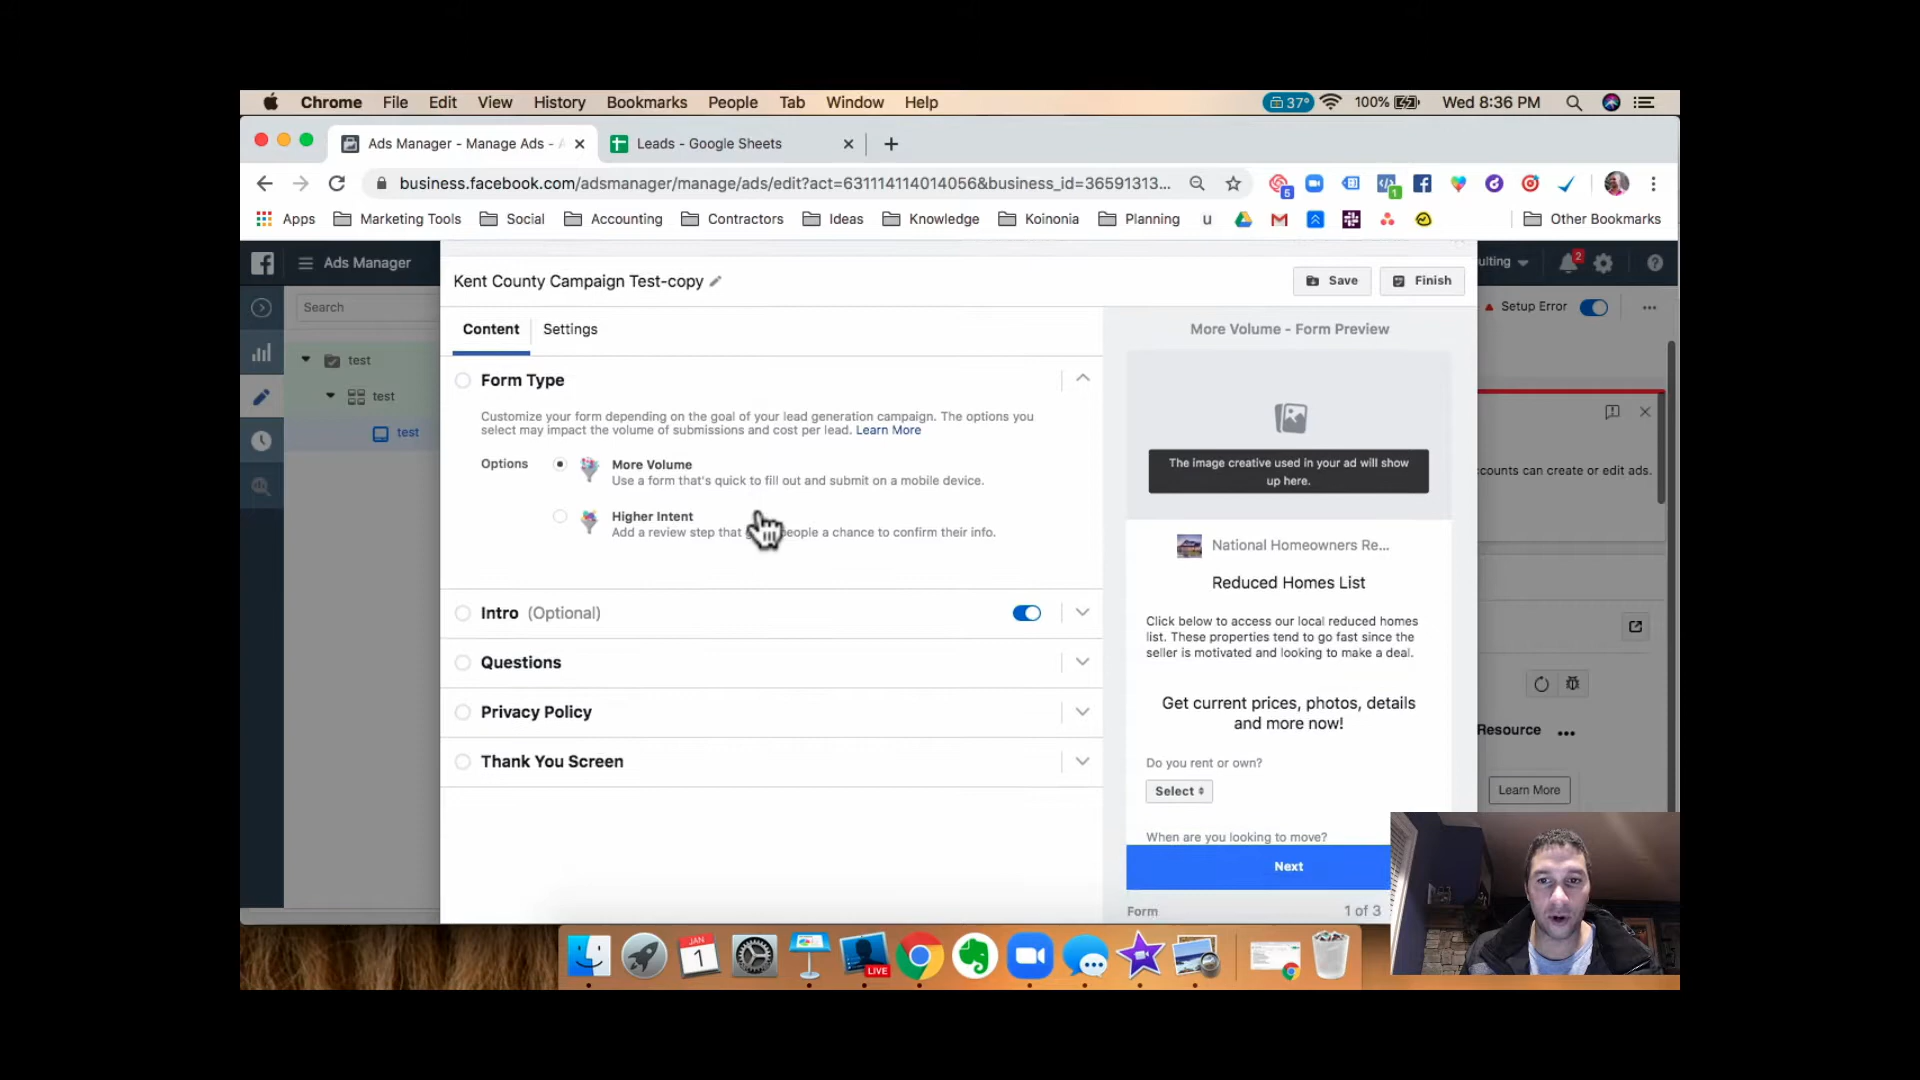 Chrome File Edit View History Bookmarks People Tab Window Help
37° 100% Wed 8:36 PM
Ads Manager - Manage Ads -
Leads - Google Sheets
business.facebook.com/adsmanager/manage/ads/edit?act=631114114014056&business_id=36591313...
5
1
Apps Marketing Tools Social Accounting Contractors Ideas Knowledge Koinonia Planning u Other Bookmarks
Ads Manager
ulting
2
Search
test
test
test
Setup Error
Kent County Campaign Test-copy
Save
Finish
Content
Settings
Form Type
Customize your form depending on the goal of your lead generation campaign. The options you
select may impact the volume of submissions and cost per lead. Learn More
Options
More Volume
Use a form that's quick to fill out and submit on a mobile device.
Higher Intent
Add a review step that people a chance to confirm their info.
Intro (Optional)
Questions
Privacy Policy
Thank You Screen
More Volume - Form Preview
The image creative used in your ad will show
up here.
National Homeowners Re...
Reduced Homes List
Click below to access our local reduced homes
list. These properties tend to go fast since the
seller is motivated and looking to make a deal.
Get current prices, photos, details
and more now!
Do you rent or own?
Select
When are you looking to move?
Next
Form
1 of 3
counts can create or edit ads.
Resource
Learn More
JAN
1
LIVE